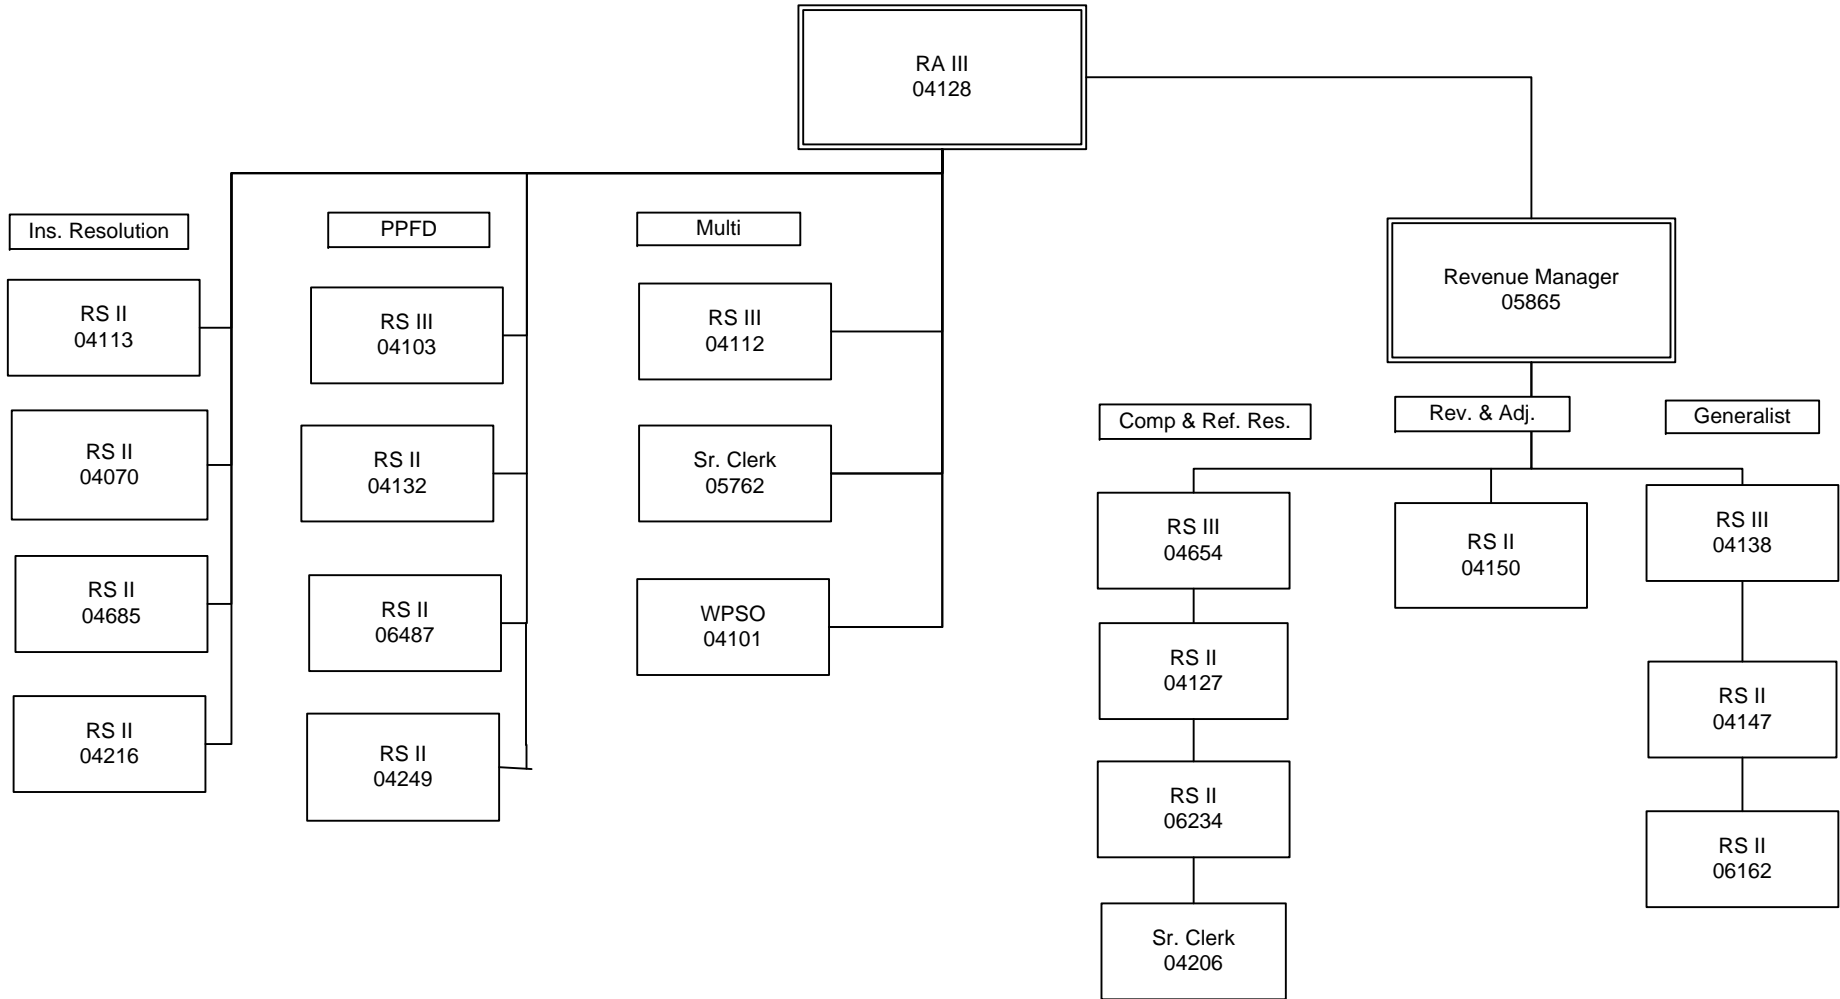 RA III
04128
Ins. Resolution
RS II
04113
RS II
04070
RS II
04685
RS II
04216
PPFD
RS III
04103
RS II
04132
RS II
06487
RS II
04249
Multi
RS III
04112
Sr. Clerk
05762
WPSO
04101
Revenue Manager
05865
Comp & Ref. Res.
RS III
04654
RS II
04127
RS II
06234
Sr. Clerk
04206
Rev. & Adj.
RS II
04150
Generalist
RS III
04138
RS II
04147
RS II
06162